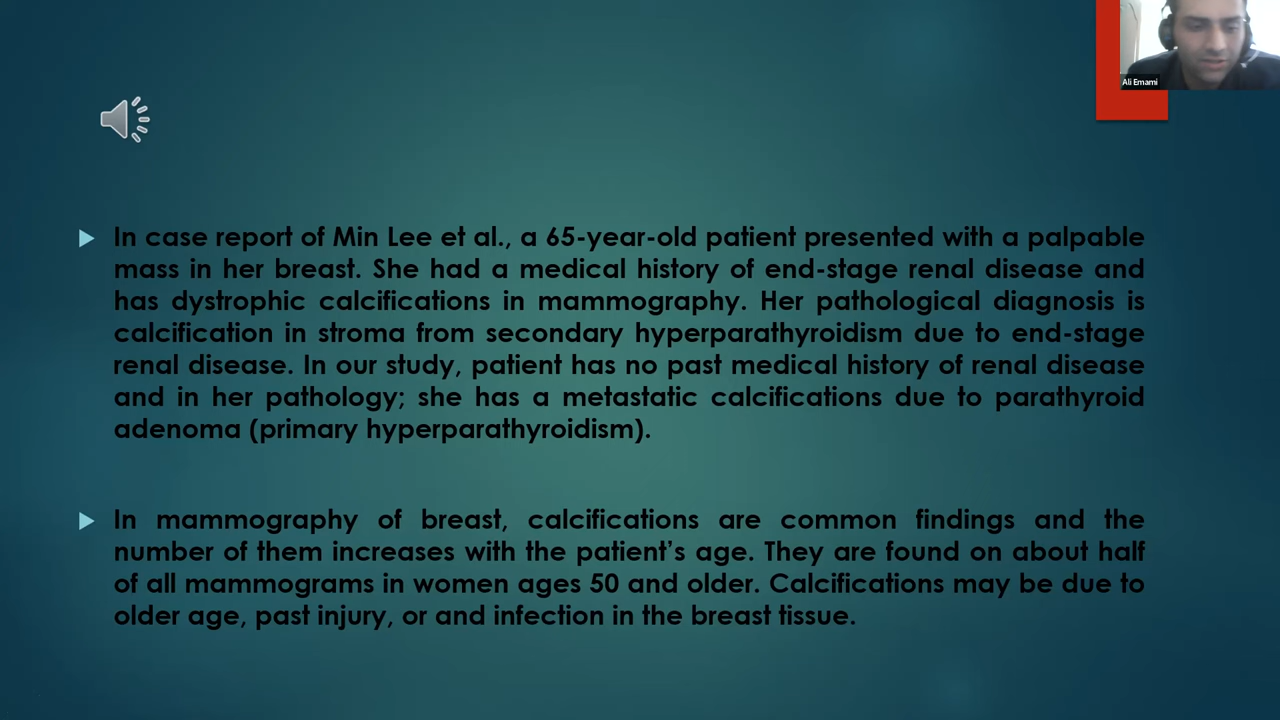 Ali Emami
In case report of Min Lee et al., a 65-year-old patient presented with a palpable
mass in her breast. She had a medical history of end-stage renal disease and
has dystrophic calcifications in mammography. Her pathological diagnosis is
calcification in stroma from secondary hyperparathyroidism due to end-stage
renal disease. In our study, patient has no past medical history of renal disease
and in her pathology; she has a metastatic calcifications due to parathyroid
adenoma (primary hyperparathyroidism).
In mammography of breast, calcifications are common findings and the
number of them increases with the patient’s age. They are found on about half
of all mammograms in women ages 50 and older. Calcifications may be due to
older age, past injury, or and infection in the breast tissue.